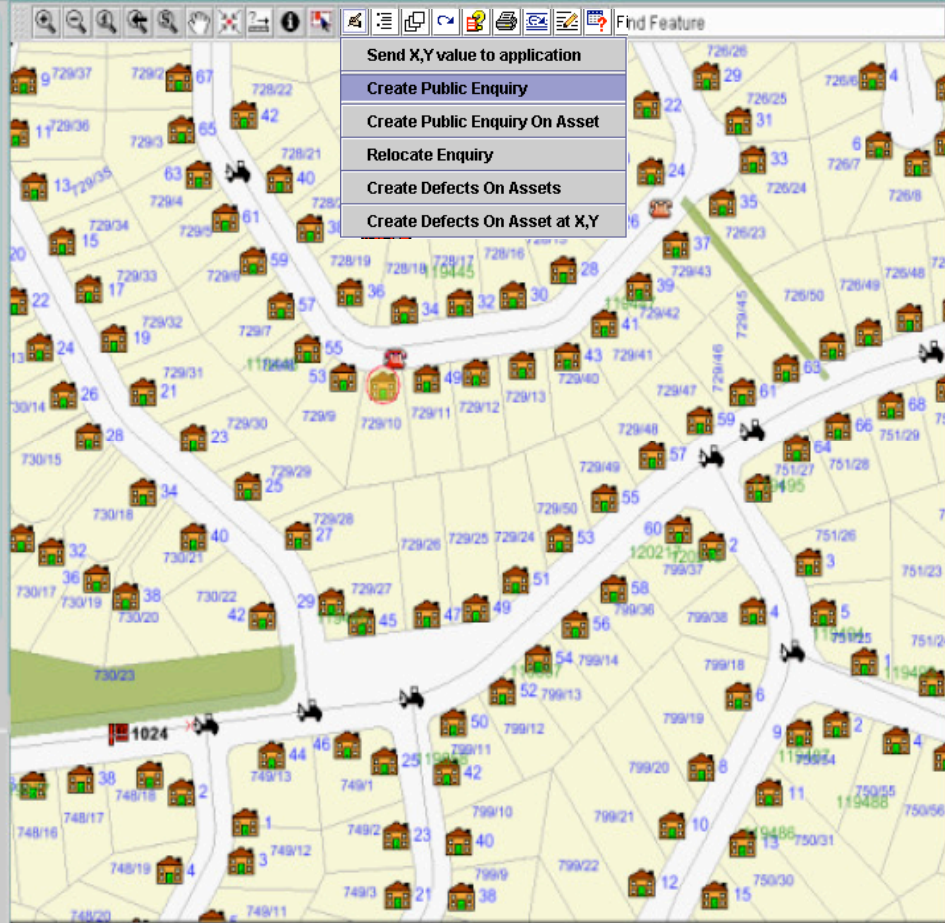 Find Feature
Send X,Y value to application
Create Public Enquiry
Create Public Enquiry On Asset
Relocate Enquiry
Create Defects On Assets
Create Defects On Asset at X,Y
726/26
9 729/37 729/2 67 29 726/6 4
728/22 42 22 726/25 31
11 729/36 729/3 65 6
728/21 33 726/7
13 729/35 63 40 24 726/24 726/8
729/4 35
729/34 729/5 61 726/23
15 59 37
729/33 729/6 728/19 728/18 728/17 728/16 28 729/43 726/48
22 17 36 119445 39 726/50 726/49
57 34 32 30 729/42 729/45
729/32 729/7 41
24 19 55 43 729/41 729/46
729/31 53 49 729/40 63
26 21 729/9 729/10 729/11 729/12 729/13 729/47 61
30/14 729/30 59 66 68
28 23 729/48 64 751/29
730/15 729/29 729/49 57 751/27 751/28
34 25 55
730/18 729/28 729/50 60 2 751/26
40 27 729/26 729/25 729/24 53
32 730/21 799/37 3 751/23
36 38 51 58
730/17 730/19 730/20 730/22 42 29 729/27 45 47 49 799/36 799/38 4 5
56 751/25
54 799/14 799/18 1
730/23 52 799/13 6
1024 50 799/12 799/19 9 2 4
44 46 25 799/11
38 749/13 42 799/20 8
748/18 2 749/1 11 750/55
748/17 799/10 119488 750/56
748/16 1 749/2 23 40 799/21 10 119486 13 750/31
749/12
748/19 4 3 799/9 799/22 750/30
749/3 21 38 12 15
748/20 749/11